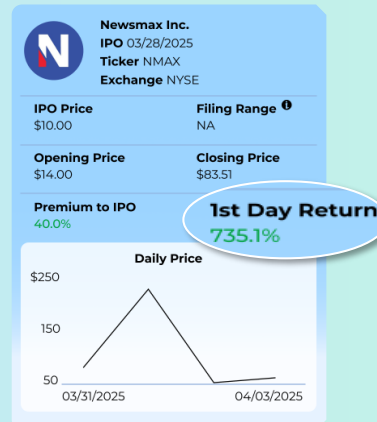 N
Newsmax Inc.
IPO 03/28/2025
Ticker NMAX
Exchange NYSE
IPO Price Filing Range i
$10.00 NA
Opening Price Closing Price
$14.00 $83.51
Premium to IPO 1st Day Return
40.0% 735.1%
Daily Price
$250
150
50
03/31/2025 04/03/2025